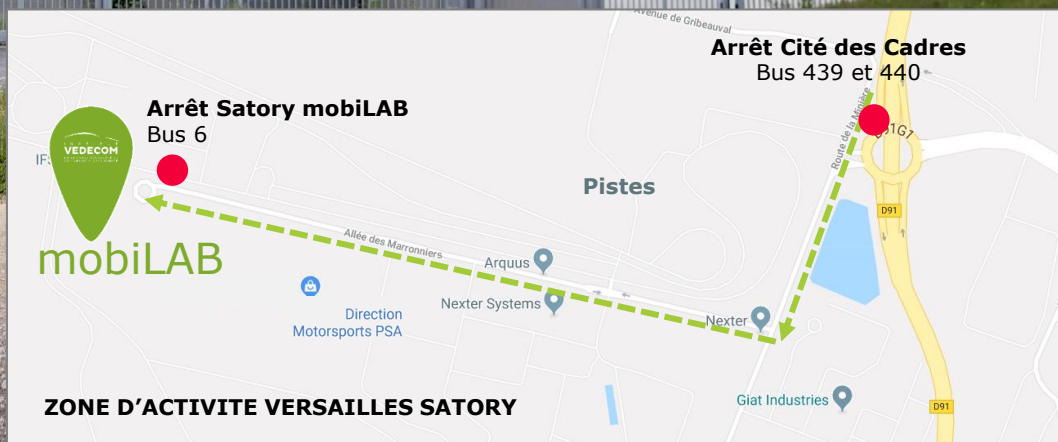 Avenue de Gribeauval
Arrêt Cité des Cadres
Bus 439 et 440
Arrêt Satory mobiLAB
Bus 6
VEDECOM
mobiLAB
Route de la Minière
D91
Pistes
Allée des Marronniers
Arquus
Nexter Systems
Nexter
Direction
Motorsports PSA
Giat Industries
D91
ZONE D'ACTIVITE VERSAILLES SATORY